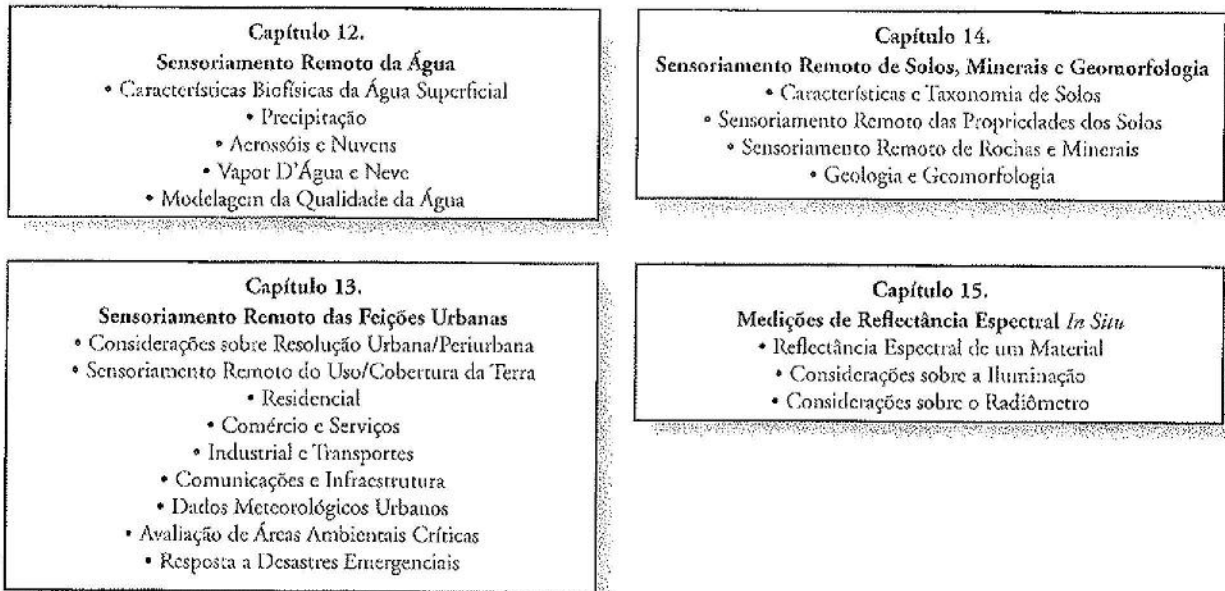 Capítulo 12.
Sensoriamento Remoto da Água
• Características Biofísicas da Água Superficial
• Precipitação
• Aerossóis e Nuvens
• Vapor D'Água e Neve
• Modelagem da Qualidade da Água
Capítulo 13.
Sensoriamento Remoto das Feições Urbanas
• Considerações sobre Resolução Urbana/Periurbana
• Sensoriamento Remoto do Uso/Cobertura da Terra
• Residencial
• Comércio e Serviços
• Industrial e Transportes
• Comunicações e Infraestrutura
• Dados Meteorológicos Urbanos
• Avaliação de Áreas Ambientais Críticas
• Resposta a Desastres Emergenciais
Capítulo 14.
Sensoriamento Remoto de Solos, Minerais e Geomorfologia
• Características e Taxonomia de Solos
• Sensoriamento Remoto das Propriedades dos Solos
• Sensoriamento Remoto de Rochas e Minerais
• Geologia e Geomorfologia
Capítulo 15.
Medições de Reflectância Espectral In Situ
• Reflectância Espectral de um Material
• Considerações sobre a Iluminação
• Considerações sobre o Radiômetro